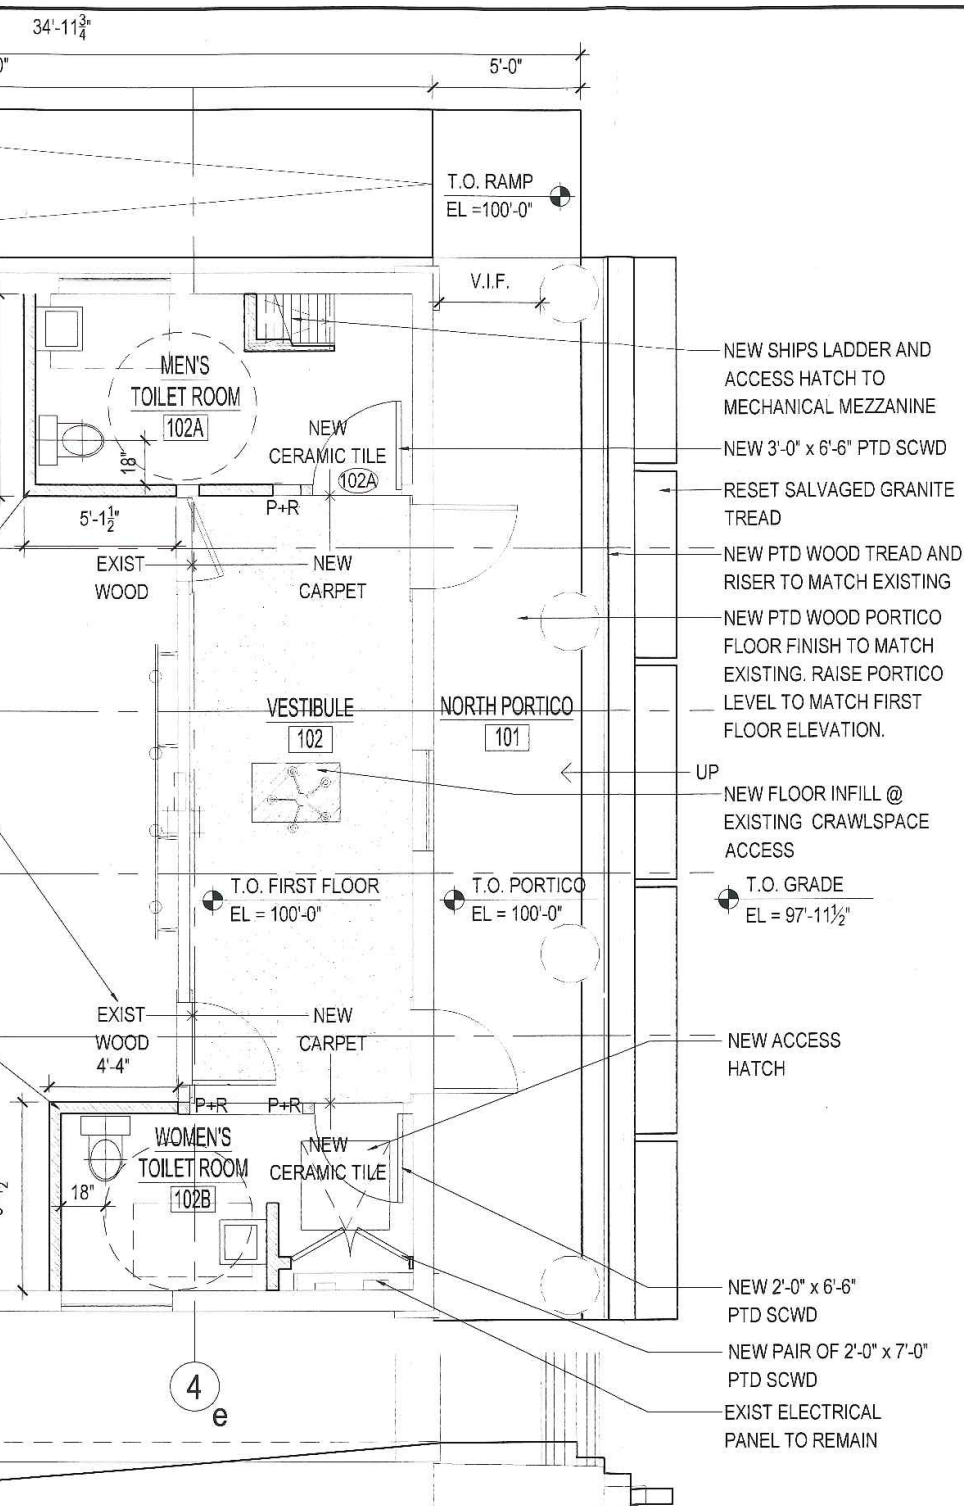 34'-11¾"
0"
5'-0"
T.O. RAMP
EL =100'-0"
V.I.F.
NEW SHIPS LADDER AND
ACCESS HATCH TO
MECHANICAL MEZZANINE
MEN'S
TOILET ROOM
102A
NEW
CERAMIC TILE
102A
18"
NEW 3'-0" x 6'-6" PTD SCWD
RESET SALVAGED GRANITE
TREAD
P+R
5'-1½"
EXIST
WOOD
NEW
CARPET
NEW PTD WOOD TREAD AND
RISER TO MATCH EXISTING
NEW PTD WOOD PORTICO
FLOOR FINISH TO MATCH
EXISTING. RAISE PORTICO
LEVEL TO MATCH FIRST
FLOOR ELEVATION.
VESTIBULE
102
NORTH PORTICO
101
UP
NEW FLOOR INFILL @
EXISTING CRAWLSPACE
ACCESS
T.O. FIRST FLOOR
EL = 100'-0"
T.O. PORTICO
EL = 100'-0"
T.O. GRADE
EL = 97'-11½"
EXIST
WOOD
4'-4"
NEW
CARPET
NEW ACCESS
HATCH
P+R
P+R
WOMEN'S
TOILET ROOM
102B
NEW
CERAMIC TILE
18"
NEW 2'-0" x 6'-6"
PTD SCWD
NEW PAIR OF 2'-0" x 7'-0"
PTD SCWD
EXIST ELECTRICAL
PANEL TO REMAIN
4
e